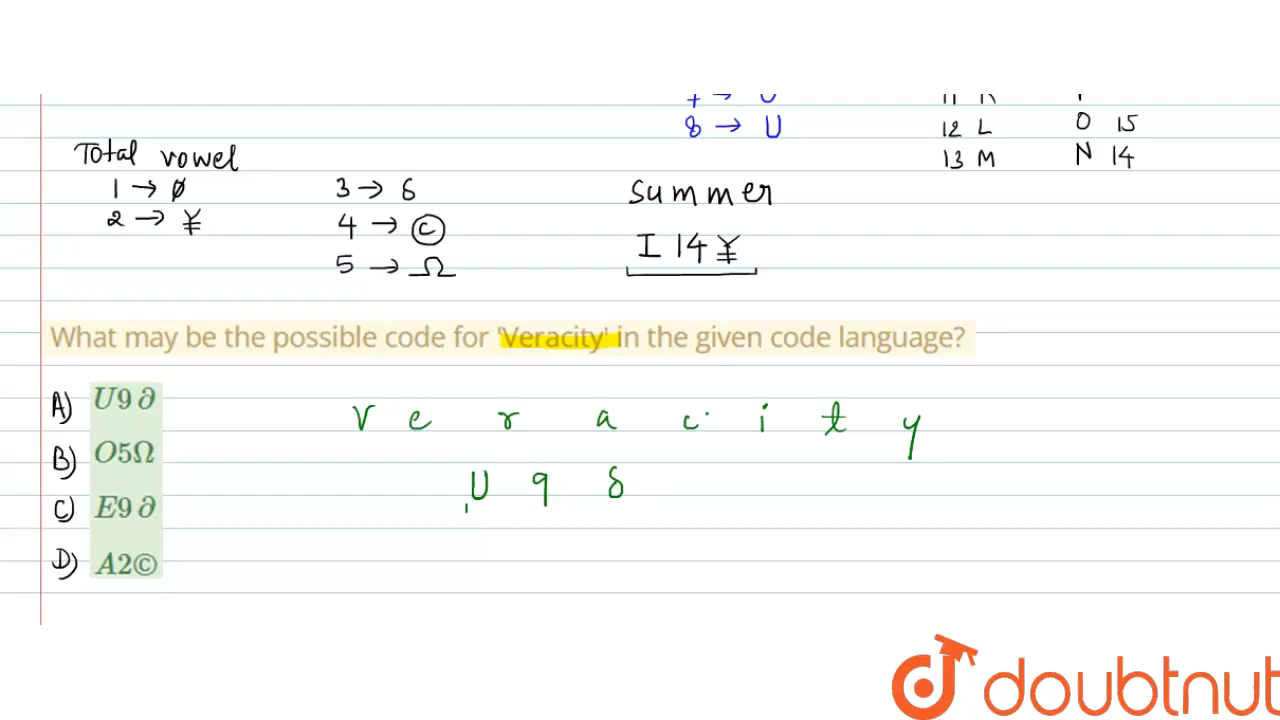 8 → U
12 L O 15
13 M N 14
Total vowel
1 → ∅ 3 → 6 summer
2 → ¥ 4 → © I 14 ¥
5 → Ω
What may be the possible code for 'Veracity' in the given code language?
A) U9∂
B) O5Ω
C) E9∂
D) A2©
V e r a c i t y
U 9 δ
doubtnut